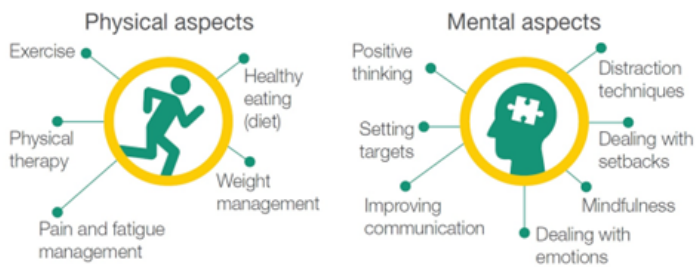 Physical aspects
Exercise
Healthy
eating
(diet)
Physical
therapy
Weight
management
Pain and fatigue
management
Mental aspects
Positive
thinking
Distraction
techniques
Setting
targets
Dealing with
setbacks
Improving
communication
Mindfulness
Dealing with
emotions